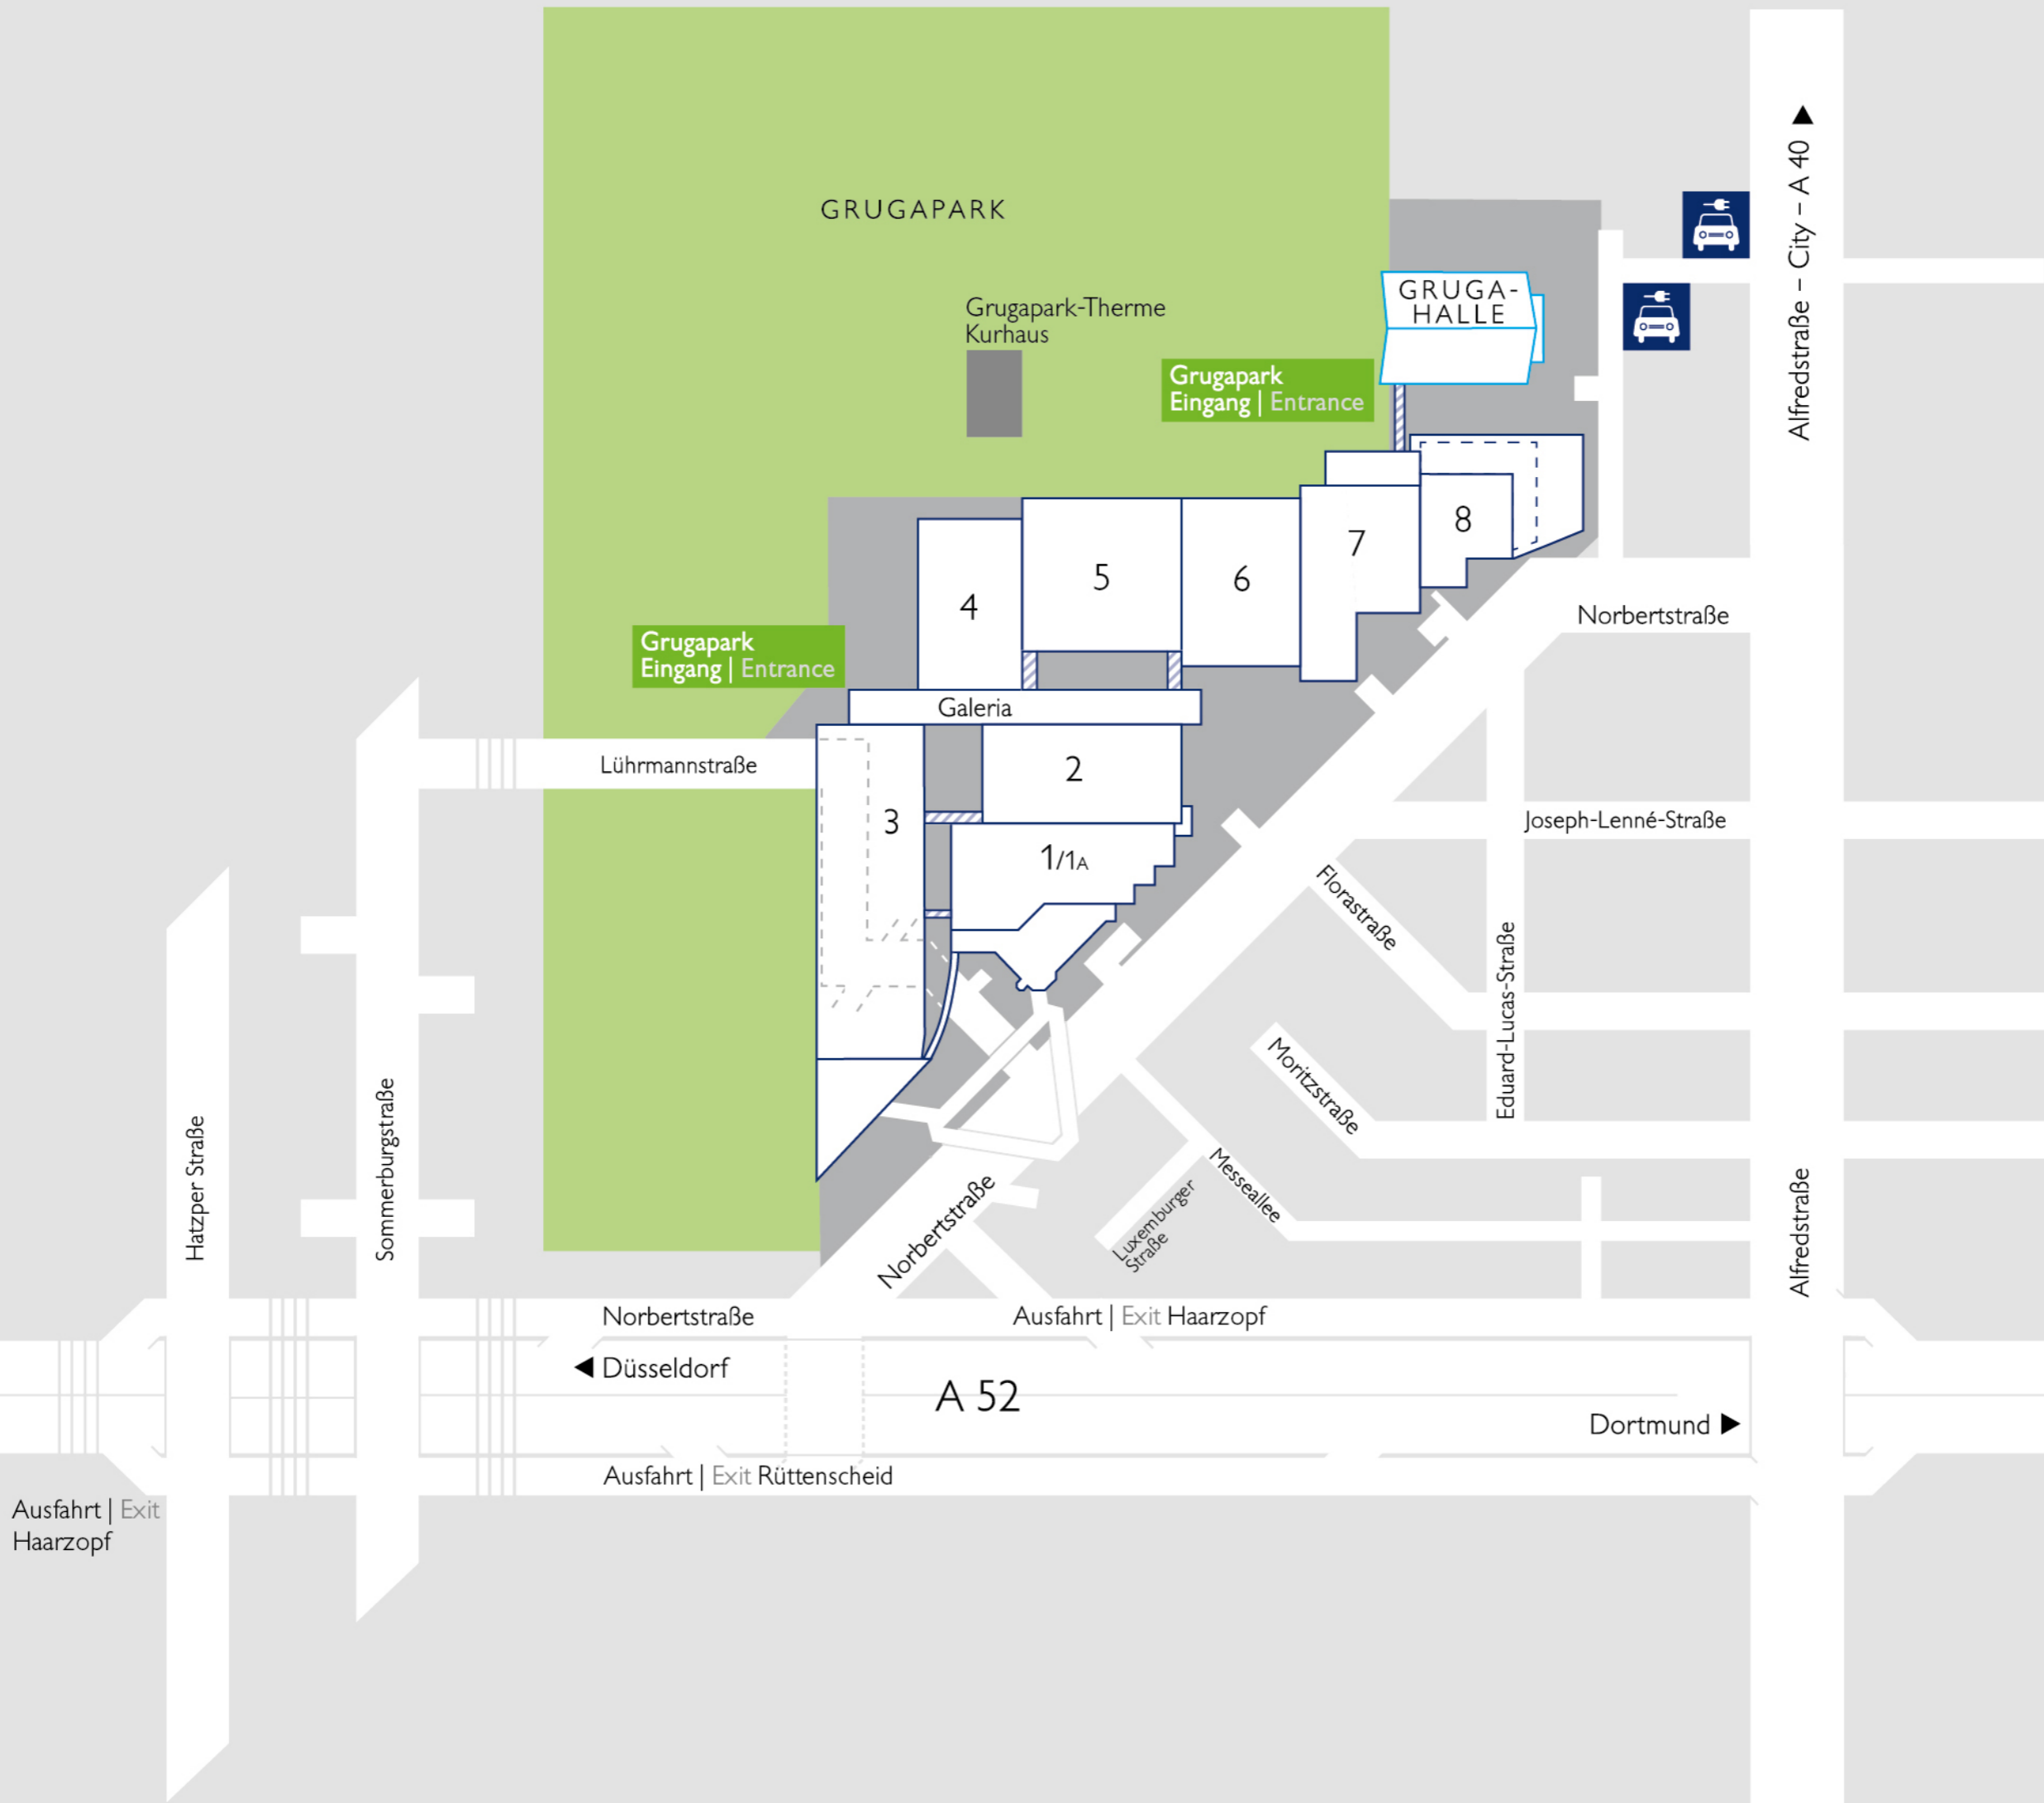 GRUGAPARK
Alfredstraße – City – A 40
GRUGA-
HALLE
Grugapark-Therme
Kurhaus
Grugapark
Eingang | Entrance
8
7
5
6
4
Norbertstraße
Grugapark
Eingang | Entrance
Galeria
Lührmannstraße
2
3
Joseph-Lenné-Straße
1/1A
Florastraße
Eduard-Lucas-Straße
Moritzstraße
Hatzper Straße
Sommerburgstraße
Messeallee
Luxemburger
Straße
Norbertstraße
Alfredstraße
Norbertstraße
Ausfahrt | Exit Haarzopf
Düsseldorf
A 52
Dortmund
Ausfahrt | Exit Rüttenscheid
Ausfahrt | Exit
Haarzopf